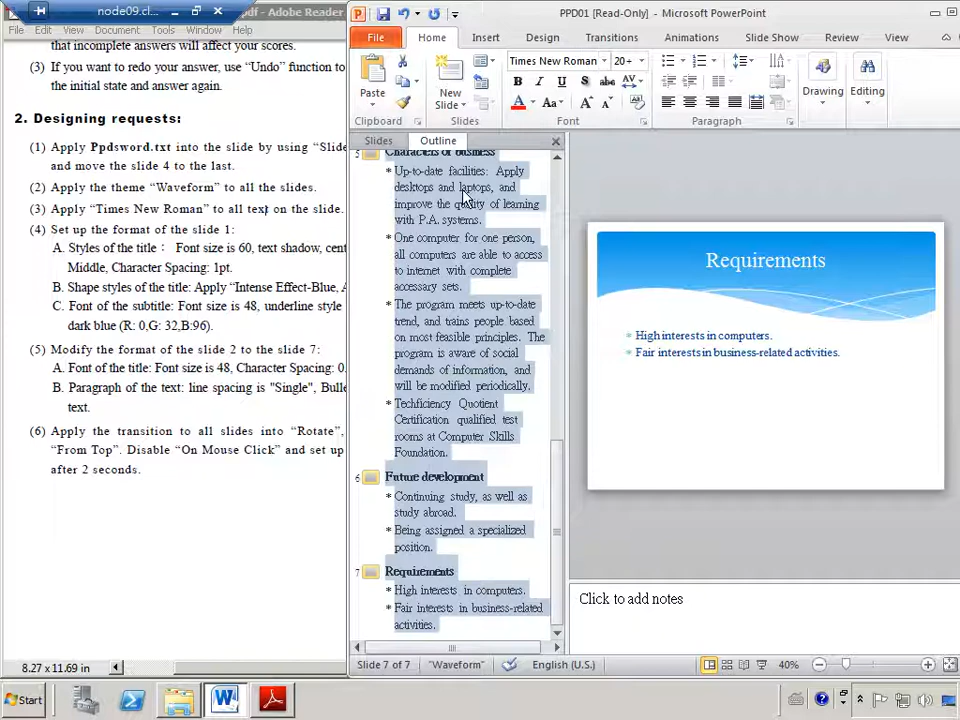 node09.cl...
.pdf - Adobe Reader
File Edit View Document Tools Window Help
that incomplete answers will affect your scores.
(3) If you want to redo your answer, use “Undo” function to
the initial state and answer again.
2. Designing requests:
(1) Apply Ppdsword.txt into the slide by using “Slide
and move the slide 4 to the last.
(2) Apply the theme “Waveform” to all the slides.
(3) Apply “Times New Roman” to all text on the slide.
(4) Set up the format of the slide 1:
A. Styles of the title： Font size is 60, text shadow, cent
Middle, Character Spacing: 1pt.
B. Shape styles of the title: Apply “Intense Effect-Blue, A
C. Font of the subtitle: Font size is 48, underline style
dark blue (R: 0,G: 32,B:96).
(5) Modify the format of the slide 2 to the slide 7:
A. Font of the title: Font size is 48, Character Spacing: 0.
B. Paragraph of the text: line spacing is "Single", Bulle
text.
(6) Apply the transition to all slides into “Rotate”,
“From Top”. Disable “On Mouse Click” and set up
after 2 seconds.
8.27 x 11.69 in
PPD01 [Read-Only] - Microsoft PowerPoint
File Home Insert Design Transitions Animations Slide Show Review View
Paste
New
Slide
Times New Roman 20+
B I U S abc AV
A Aa A A
Drawing
Editing
Clipboard Slides Font Paragraph
Slides Outline
5 Characters of business
* Up-to-date facilities: Apply
desktops and laptops, and
improve the quality of learning
with P.A. systems.
* One computer for one person,
all computers are able to access
to internet with complete
accessary sets.
* The program meets up-to-date
trend, and trains people based
on most feasible principles. The
program is aware of social
demands of information, and
will be modified periodically.
* Techficiency Quotient
Certification qualified test
rooms at Computer Skills
Foundation.
6 Future development
* Continuing study, as well as
study abroad.
* Being assigned a specialized
position.
7 Requirements
* High interests in computers.
* Fair interests in business-related
activities.
Requirements
* High interests in computers.
* Fair interests in business-related activities.
Click to add notes
Slide 7 of 7 "Waveform" English (U.S.) 40%
Start